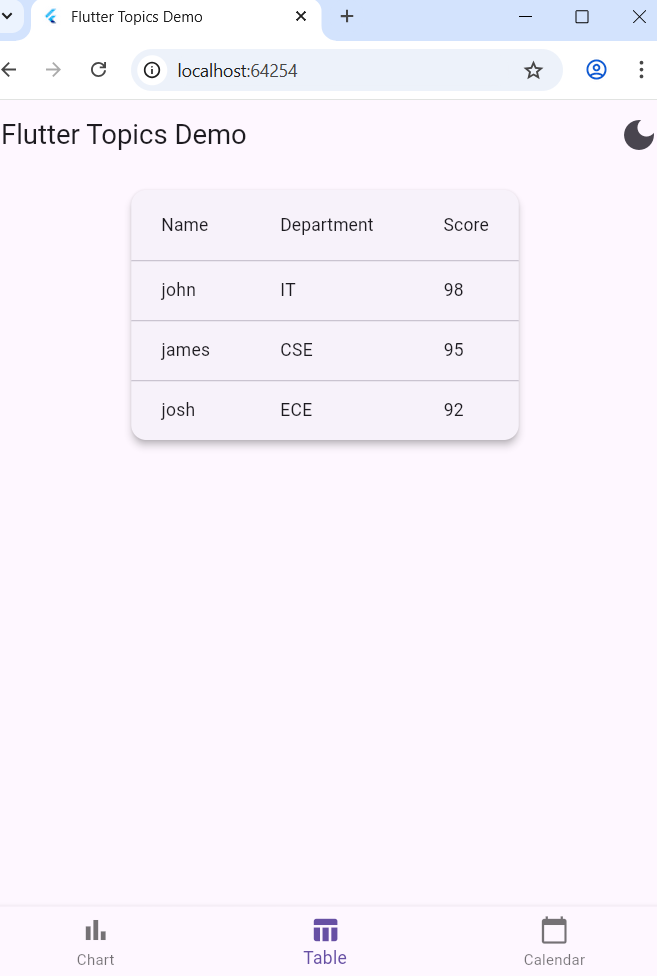 Flutter Topics Demo
localhost:64254
Flutter Topics Demo
Name Department Score
john IT 98
james CSE 95
josh ECE 92
Chart Table Calendar